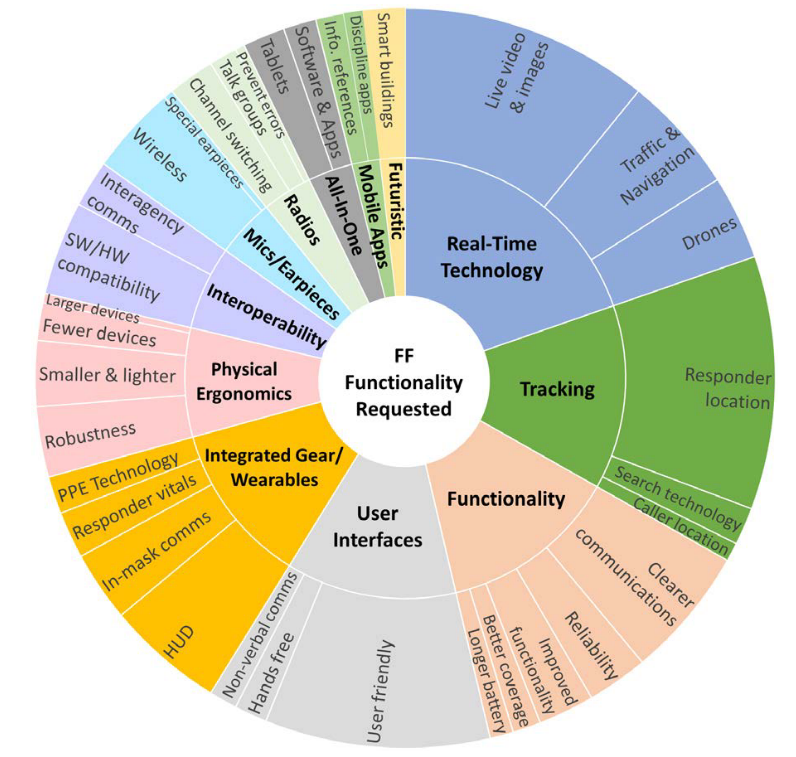 FF
Functionality
Requested
Real-Time
Technology
Live video
& images
Traffic &
Navigation
Drones
Tracking
Responder
location
Search technology
Caller location
Functionality
Clearer
communications
Reliability
Improved
functionality
Better coverage
Longer battery
User
Interfaces
User friendly
Hands free
Non-verbal comms
Integrated Gear/
Wearables
HUD
In-mask comms
Responder vitals
PPE Technology
Physical
Ergonomics
Robustness
Smaller & lighter
Fewer devices
Larger devices
Interoperability
SW/HW
compatibility
Interagency
comms
Mics/Earpieces
Wireless
Special earpieces
Radios
Channel switching
Talk groups
Prevent errors
All-In-One
Tablets
Software & Apps
Mobile Apps
Info. references
Discipline apps
Futuristic
Smart buildings